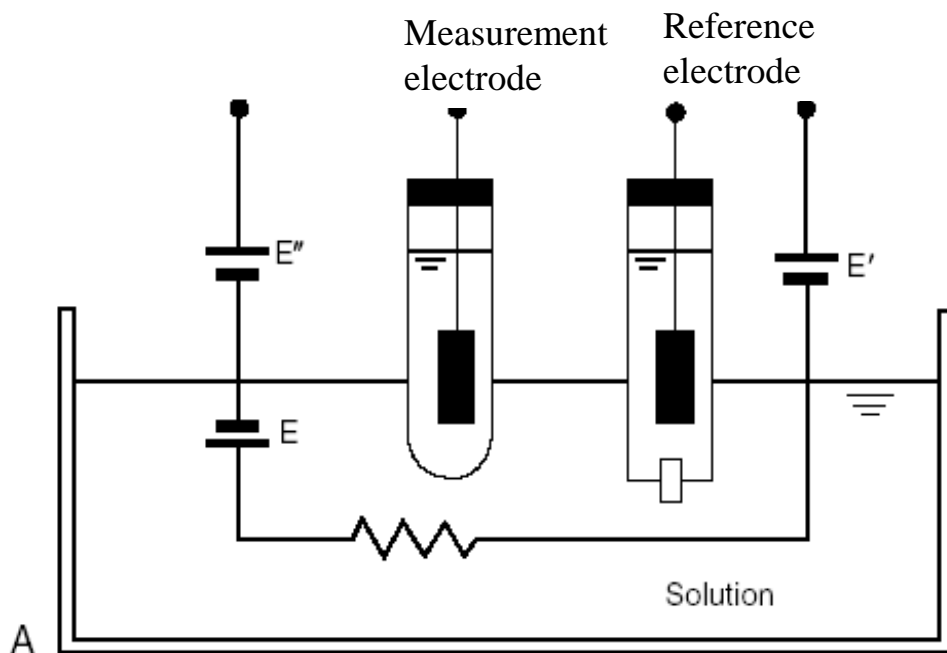 Measurement
electrode
Reference
electrode
E″
E′
E
Solution
A